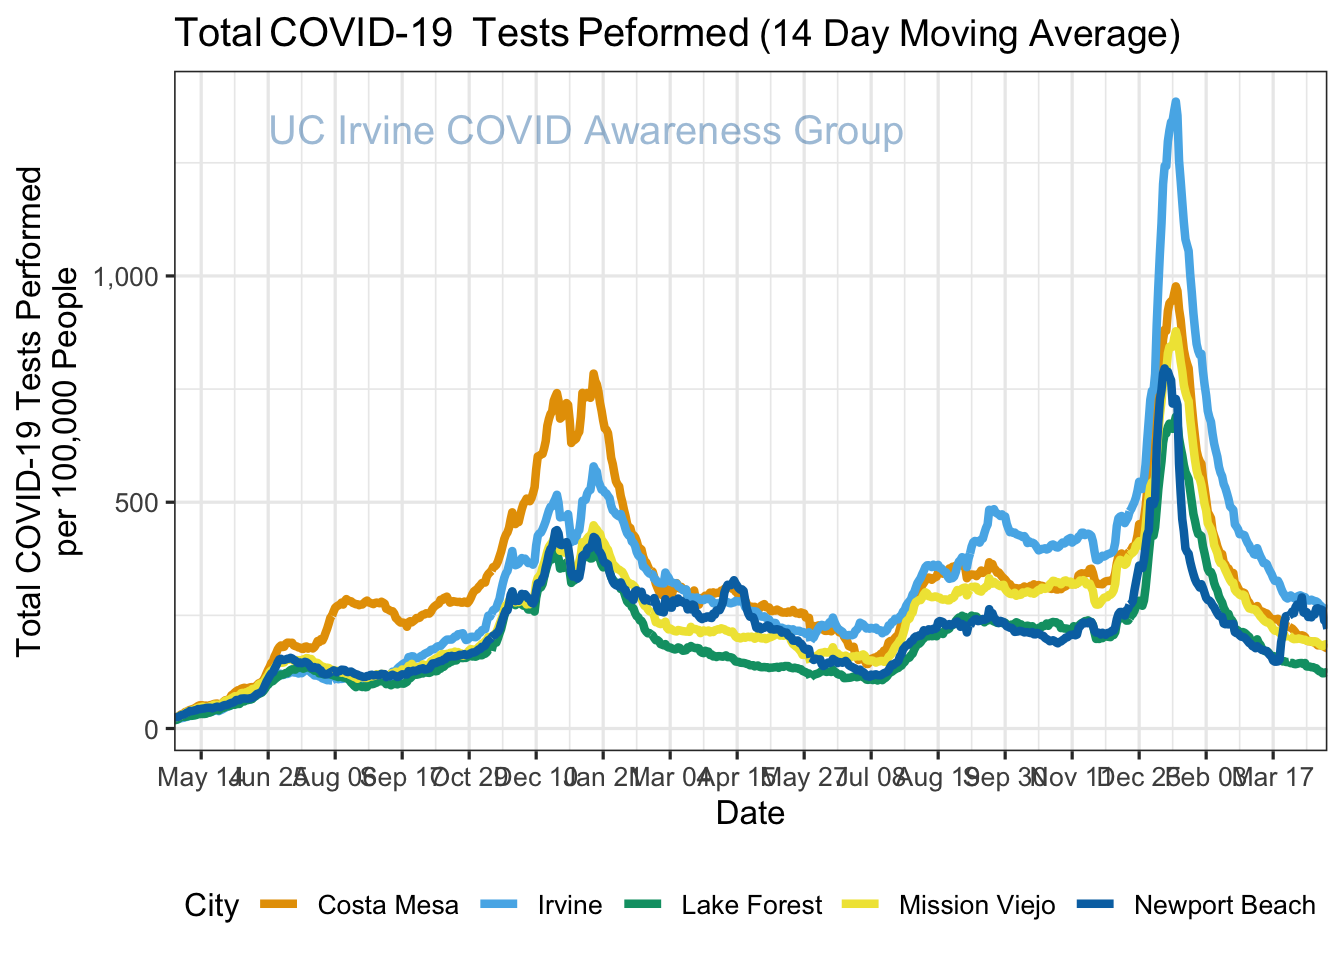 Total COVID-19  Tests Peformed (14 Day Moving Average)
UC Irvine COVID Awareness Group
Total COVID-19 Tests Performed
per 100,000 People
1,000
500
0
May 14 Jun 25 Aug 06 Sep 17 Oct 29 Dec 10 Jan 21 Mar 04 Apr 15 May 27 Jul 08 Aug 19 Sep 30 Nov 11 Dec 23 Feb 03 Mar 17
Date
City Costa Mesa Irvine Lake Forest Mission Viejo Newport Beach